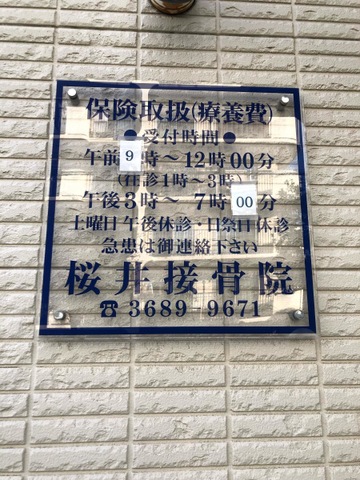 保険取扱(療養費)
●受付時間●
午前9時〜12時00分
(往診1時〜3時)
午後3時〜7時00分
土曜日午後休診・日祭日休診
急患は御連絡下さい
桜井接骨院
☎3689-9671